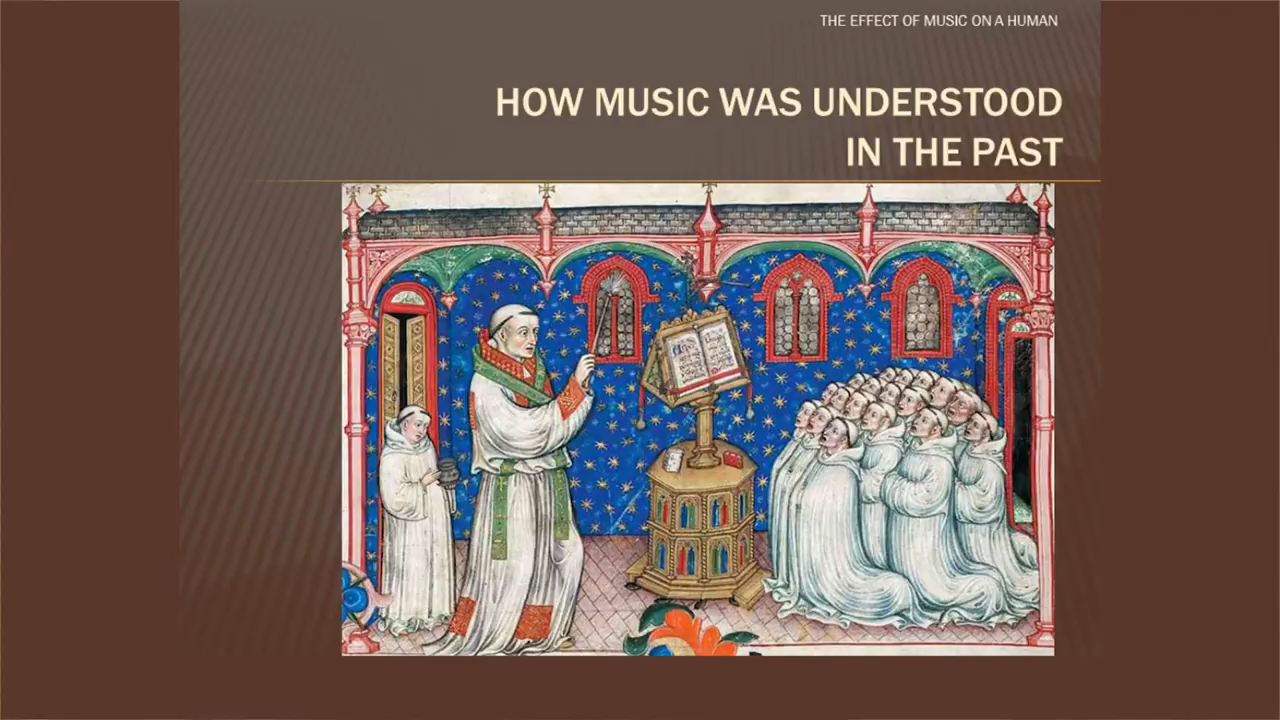 THE EFFECT OF MUSIC ON A HUMAN
HOW MUSIC WAS UNDERSTOOD
IN THE PAST